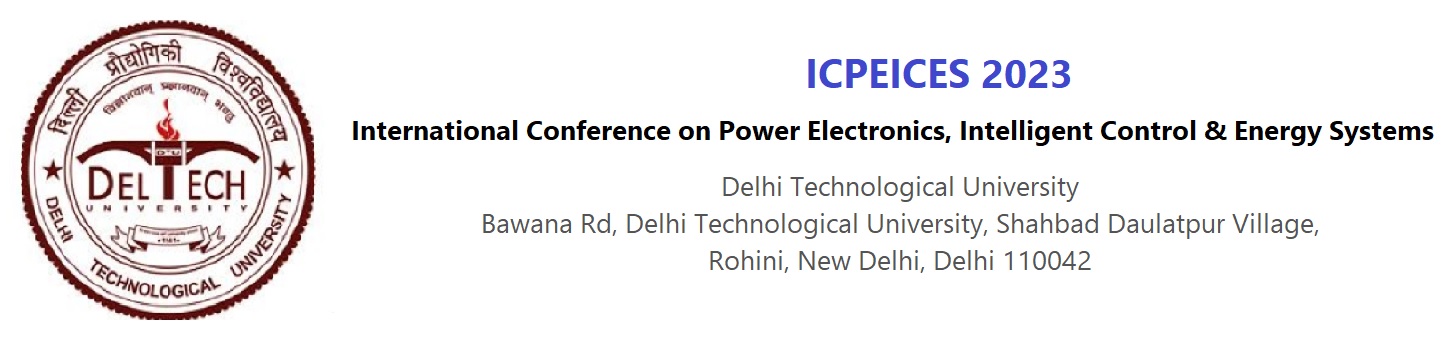 दिल्ली प्रौद्योगिकी विश्वविद्यालय
DELTECH
UNIVERSITY
DELHI TECHNOLOGICAL UNIVERSITY
ICPEICES 2023
International Conference on Power Electronics, Intelligent Control & Energy Systems
Delhi Technological University
Bawana Rd, Delhi Technological University, Shahbad Daulatpur Village,
Rohini, New Delhi, Delhi 110042